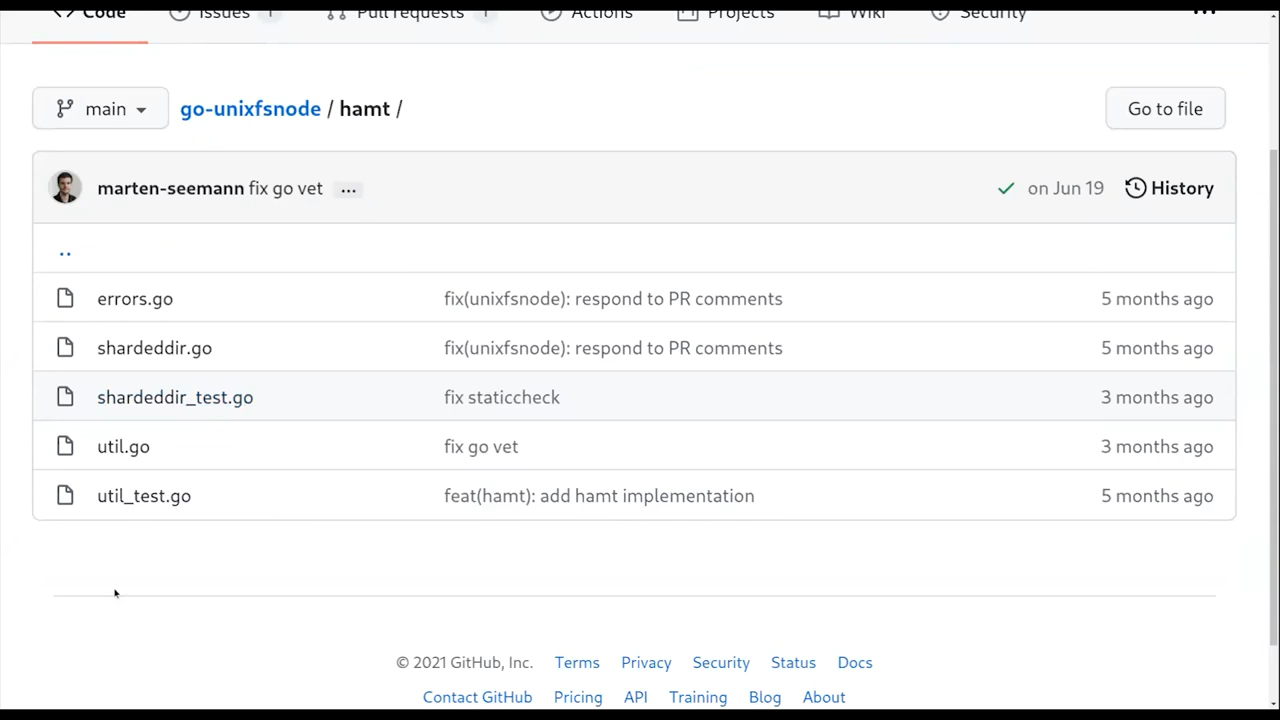 Code Issues 1 Pull requests 1 Actions Projects Wiki Security ...
main go-unixfsnode / hamt / Go to file
marten-seemann fix go vet ... on Jun 19 History
..
errors.go fix(unixfsnode): respond to PR comments 5 months ago
shardeddir.go fix(unixfsnode): respond to PR comments 5 months ago
shardeddir_test.go fix staticcheck 3 months ago
util.go fix go vet 3 months ago
util_test.go feat(hamt): add hamt implementation 5 months ago
© 2021 GitHub, Inc. Terms Privacy Security Status Docs
Contact GitHub Pricing API Training Blog About